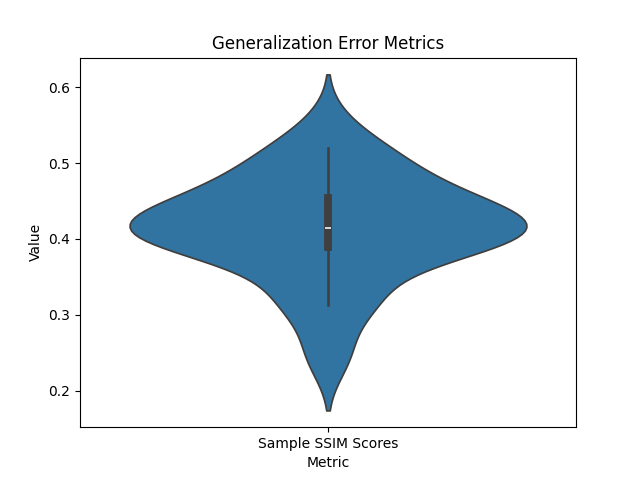 Generalization Error Metrics
0.6
0.5
0.4
0.3
0.2
Value
Sample SSIM Scores
Metric